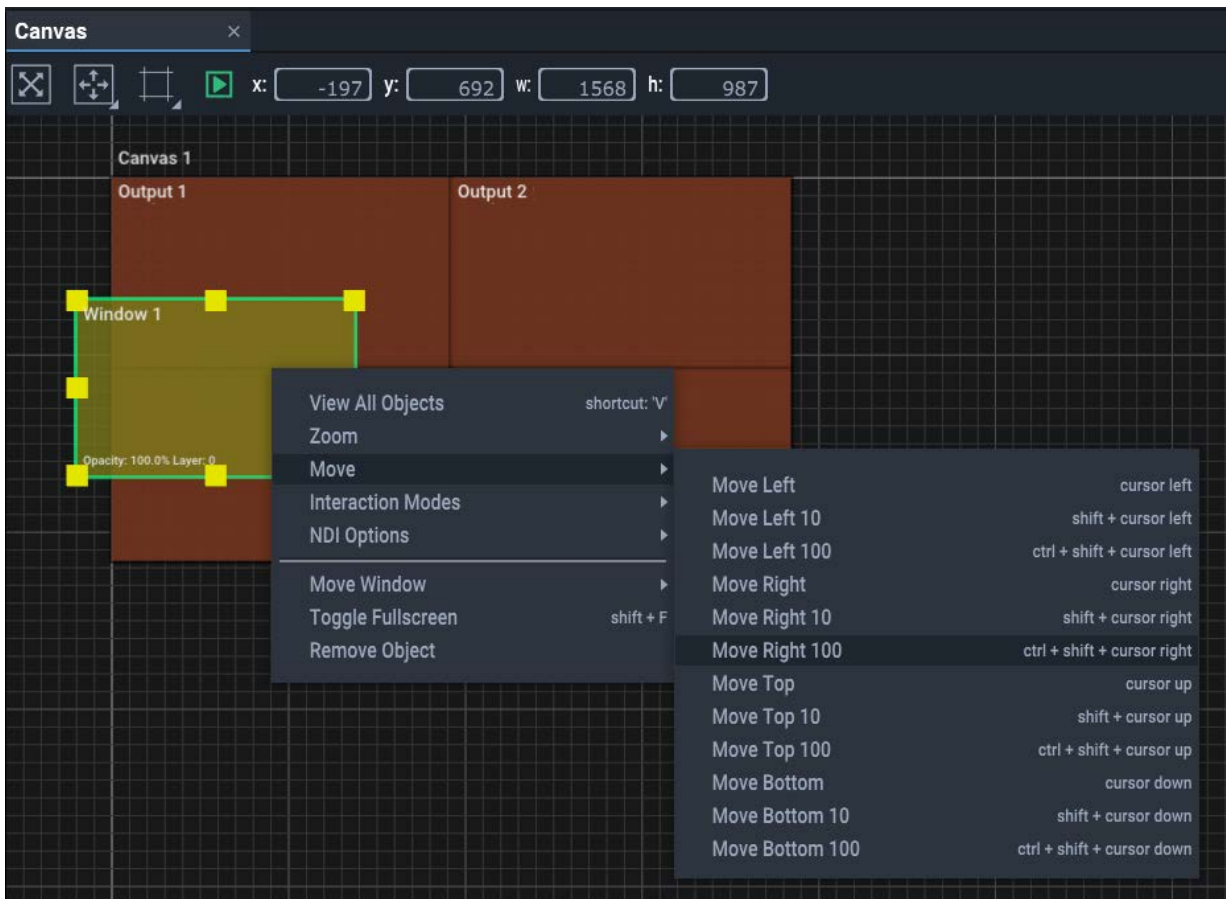 Canvas ×
x: -197 y: 692 w: 1568 h: 987
Canvas 1
Output 1 Output 2
Window 1
Opacity: 100.0% Layer: 0
View All Objects shortcut: 'V'
Zoom
Move
Interaction Modes
NDI Options
Move Window
Toggle Fullscreen shift + F
Remove Object
Move Left cursor left
Move Left 10 shift + cursor left
Move Left 100 ctrl + shift + cursor left
Move Right cursor right
Move Right 10 shift + cursor right
Move Right 100 ctrl + shift + cursor right
Move Top cursor up
Move Top 10 shift + cursor up
Move Top 100 ctrl + shift + cursor up
Move Bottom cursor down
Move Bottom 10 shift + cursor down
Move Bottom 100 ctrl + shift + cursor down